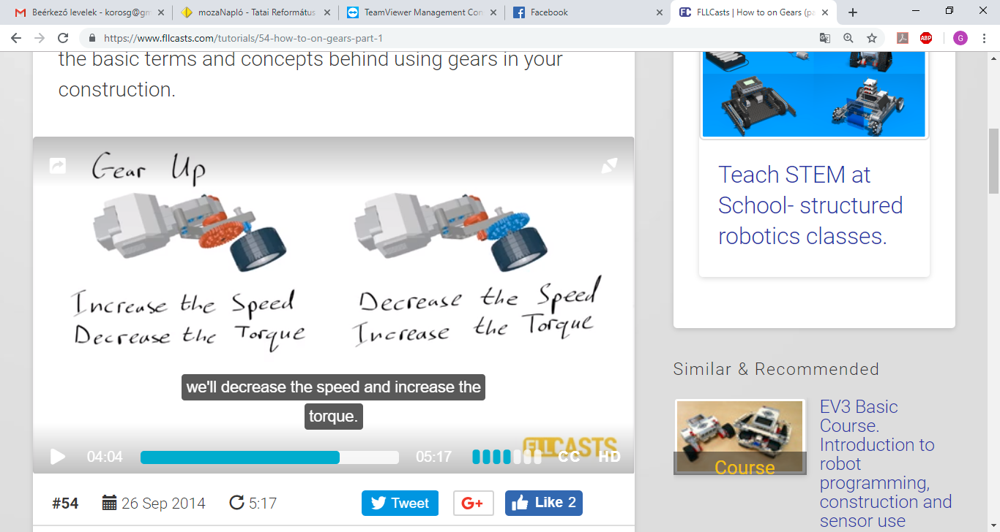 Beérkező levelek - korosg@gm
mozaNapló - Tatai Református
TeamViewer Management Con
Facebook
FLLCasts | How to on Gears (pa
https://www.fllcasts.com/tutorials/54-how-to-on-gears-part-1
ABP
G
the basic terms and concepts behind using gears in your
construction.
Gear Up
Increase the Speed
Decrease the Torque
Decrease the Speed
Increase the Torque
we'll decrease the speed and increase the
torque.
04:04
05:17
FLLCASTS
CC
HD
#54
26 Sep 2014
5:17
Tweet
G+
Like 2
Teach STEM at
School- structured
robotics classes.
Similar & Recommended
Course
EV3 Basic
Course.
Introduction to
robot
programming,
construction and
sensor use